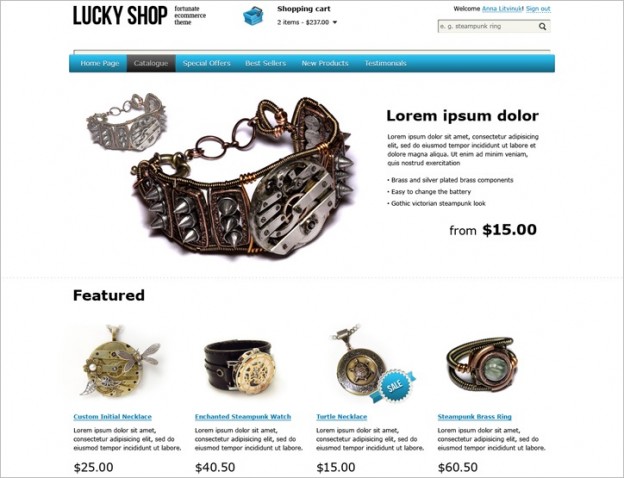 LUCKY SHOP
fortunate
ecommerce
theme
Shopping cart
2 items - $237.00
Welcome Anna Litvinuk! Sign out
e. g. steampunk ring
Home Page Catalogue Special Offers Best Sellers New Products Testimonials
Lorem ipsum dolor
Lorem ipsum dolor sit amet, consectetur adipisicing
elit, sed do eiusmod tempor incididunt ut labore et
dolore magna aliqua. Ut enim ad minim veniam,
quis nostrud exercitation
• Brass and silver plated brass components
• Easy to change the battery
• Gothic victorian steampunk look
from $15.00
Featured
SALE
Custom Initial Necklace
Lorem ipsum dolor sit amet,
consectetur adipisicing elit, sed do
eiusmod tempor incididunt ut labore.
$25.00
Enchanted Steampunk Watch
Lorem ipsum dolor sit amet,
consectetur adipisicing elit, sed do
eiusmod tempor incididunt ut labore.
$40.50
Turtle Necklace
Lorem ipsum dolor sit amet,
consectetur adipisicing elit, sed do
eiusmod tempor incididunt ut labore.
$15.00
Steampunk Brass Ring
Lorem ipsum dolor sit amet,
consectetur adipisicing elit, sed do
eiusmod tempor incididunt ut labore.
$60.50